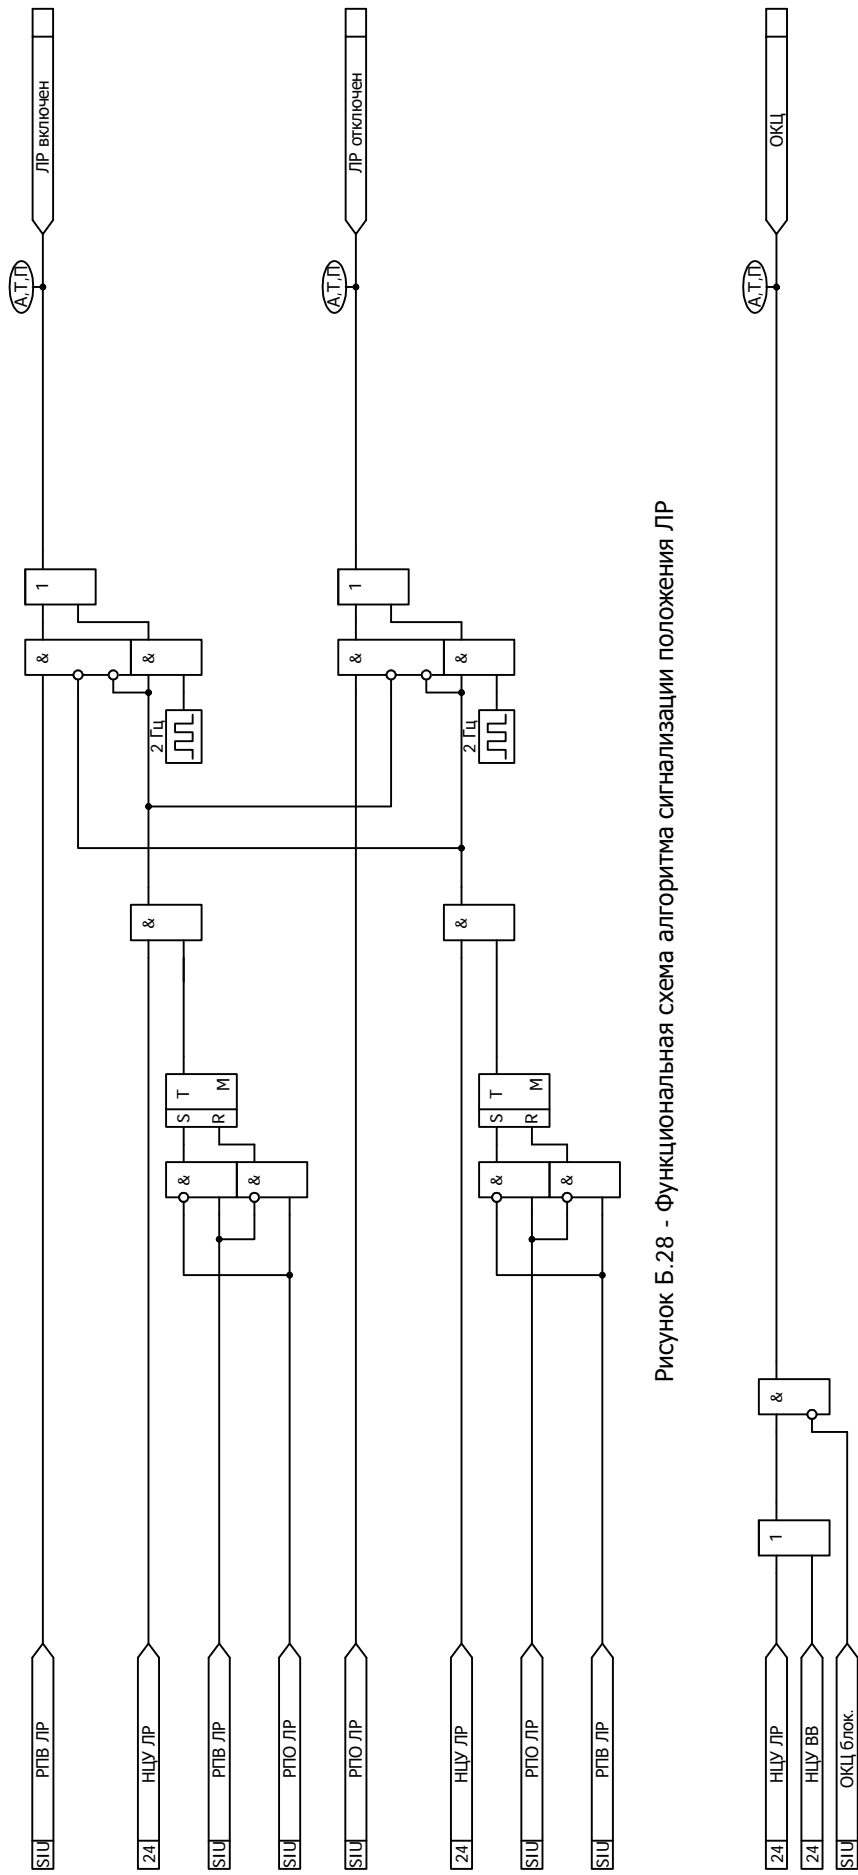 SIU РПВ ЛР
24 НЦУ ЛР
SIU РПВ ЛР
SIU РПО ЛР
SIU РПО ЛР
24 НЦУ ЛР
SIU РПО ЛР
SIU РПВ ЛР
&
&
S T
R M
&
2 Гц
&
&
1
А,Т,П
ЛР включен
&
&
S T
R M
&
2 Гц
&
&
1
А,Т,П
ЛР отключен
Рисунок Б.28 - Функциональная схема алгоритма сигнализации положения ЛР
24 НЦУ ЛР
24 НЦУ ВВ
SIU ОКЦ блок.
1
&
А,Т,П
ОКЦ